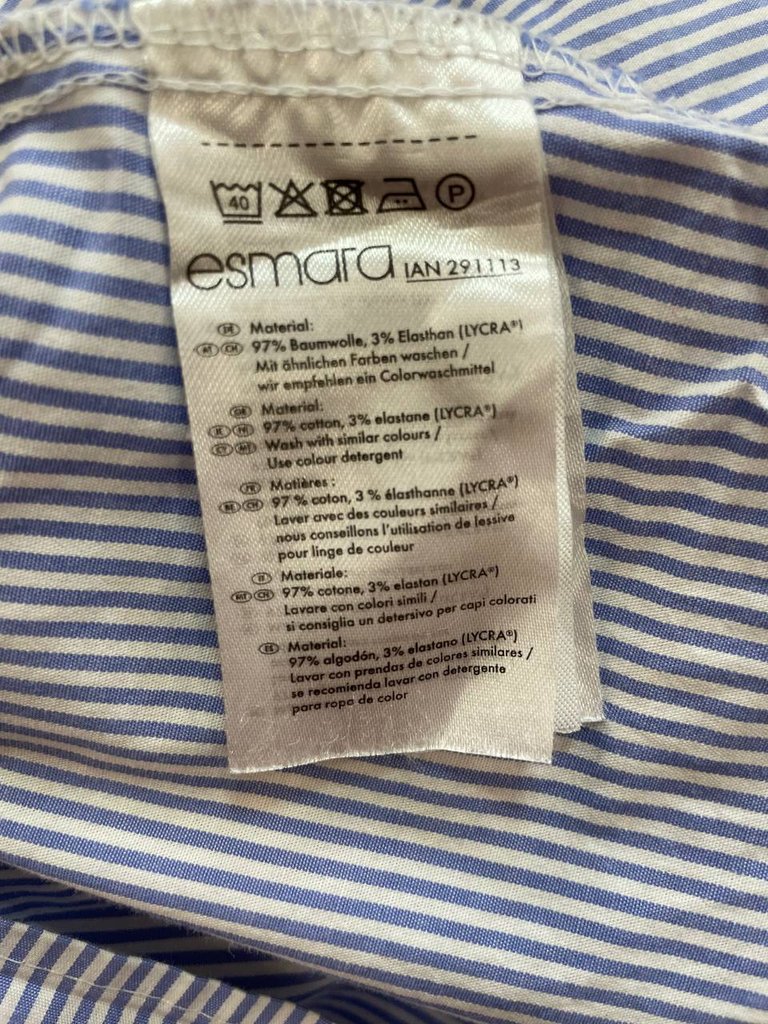 40 P
esmara IAN 291113
DE Material:
AT CH 97% Baumwolle, 3% Elasthan (LYCRA®)
Mit ähnlichen Farben waschen /
wir empfehlen ein Colorwaschmittel
GB Material:
IE NI 97% cotton, 3% elastane (LYCRA®)
CY MT Wash with similar colours /
Use colour detergent
FR Matières :
BE CH 97 % coton, 3 % élasthanne (LYCRA®)
Laver avec des couleurs similaires /
nous conseillons l'utilisation de lessive
pour linge de couleur
IT Materiale:
MT CH 97% cotone, 3% elastan (LYCRA®)
Lavare con colori simili /
si consiglia un detersivo per capi colorati
ES Material:
97% algodón, 3% elastano (LYCRA®)
Lavar con prendas de colores similares /
se recomienda lavar con detergente
para ropa de color